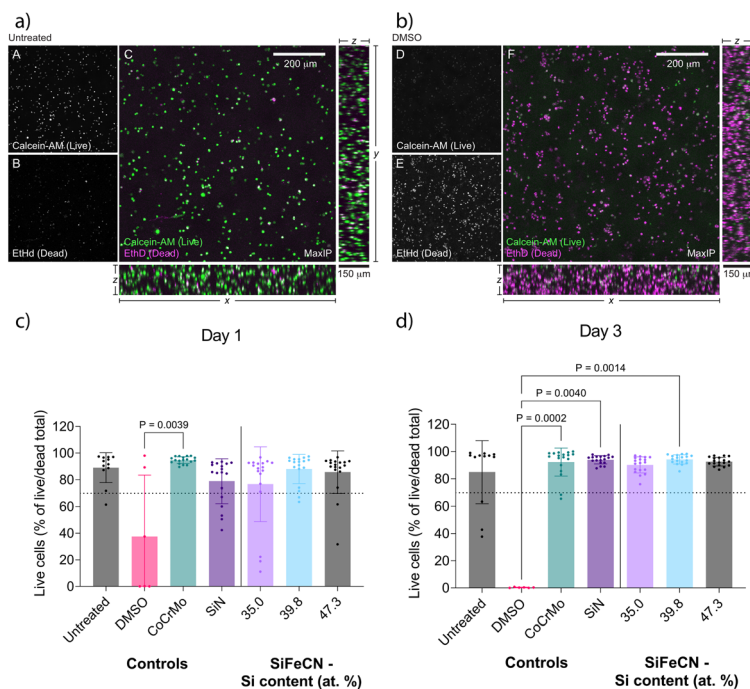 a)
Untreated
A
Calcein-AM (Live)
B
EtHd (Dead)
C
200 µm
Calcein-AM (Live)
EthD (Dead)
MaxIP
z
y
150 µm
z
x
b)
DMSO
D
Calcein-AM (Live)
E
EtHd (Dead)
F
200 µm
Calcein-AM (Live)
EthD (Dead)
MaxIP
z
150 µm
z
x
c)
Day 1
Live cells (% of live/dead total)
120
100
80
60
40
20
0
P = 0.0039
Untreated
DMSO
CoCrMo
SiN
35.0
39.8
47.3
Controls
SiFeCN -
Si content (at. %)
d)
Day 3
Live cells (% of live/dead total)
120
100
80
60
40
20
0
P = 0.0014
P = 0.0040
P = 0.0002
Untreated
DMSO
CoCrMo
SiN
35.0
39.8
47.3
Controls
SiFeCN -
Si content (at. %)